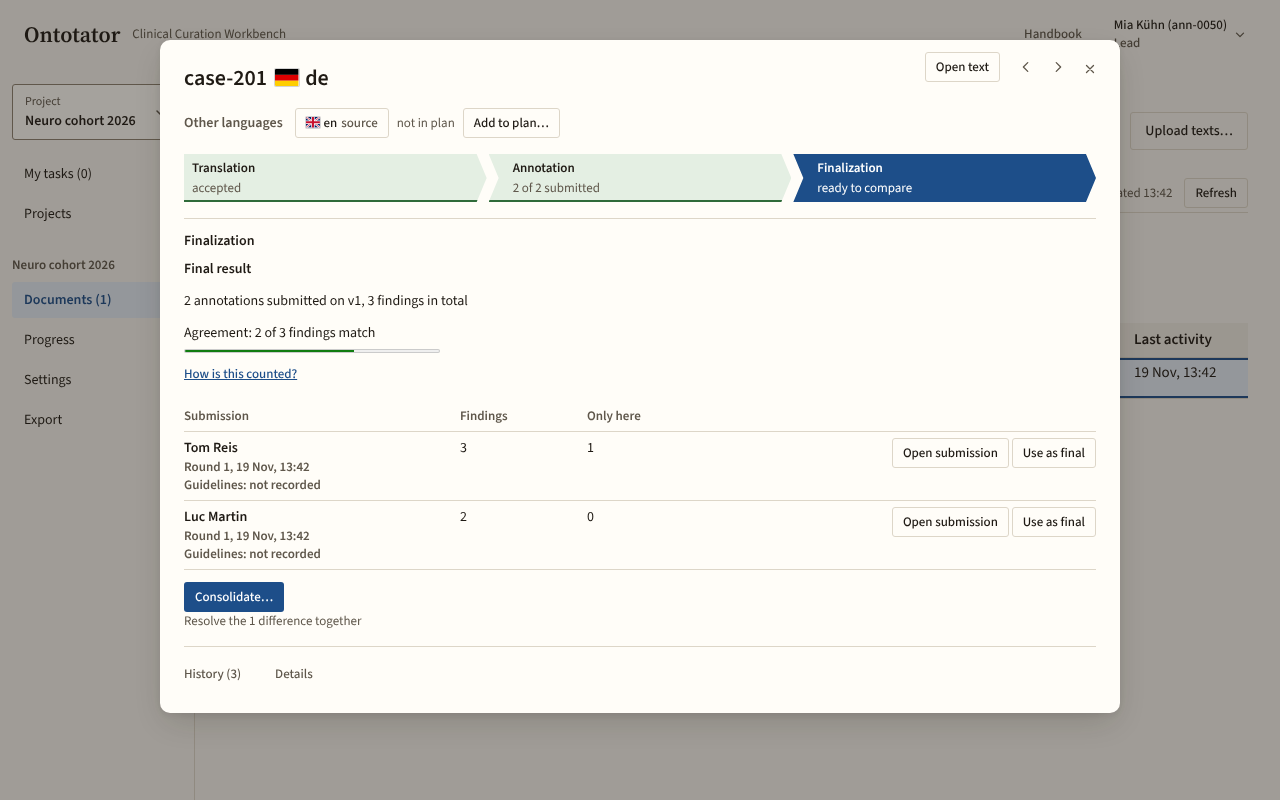 Ontotator Clinical Curation Workbench
Handbook
Mia Kühn (ann-0050)
Lead
Project
Neuro cohort 2026
My tasks (0)
Projects
Neuro cohort 2026
Documents (1)
Progress
Settings
Export
Upload texts…
13:42
Refresh
Last activity
19 Nov, 13:42
case-201 de
Open text
Other languages en source not in plan Add to plan…
Translation
accepted
Annotation
2 of 2 submitted
Finalization
ready to compare
Finalization
Final result
2 annotations submitted on v1, 3 findings in total
Agreement: 2 of 3 findings match
How is this counted?
Submission Findings Only here
Tom Reis 3 1 Open submission Use as final
Round 1, 19 Nov, 13:42
Guidelines: not recorded
Luc Martin 2 0 Open submission Use as final
Round 1, 19 Nov, 13:42
Guidelines: not recorded
Consolidate…
Resolve the 1 difference together
History (3) Details